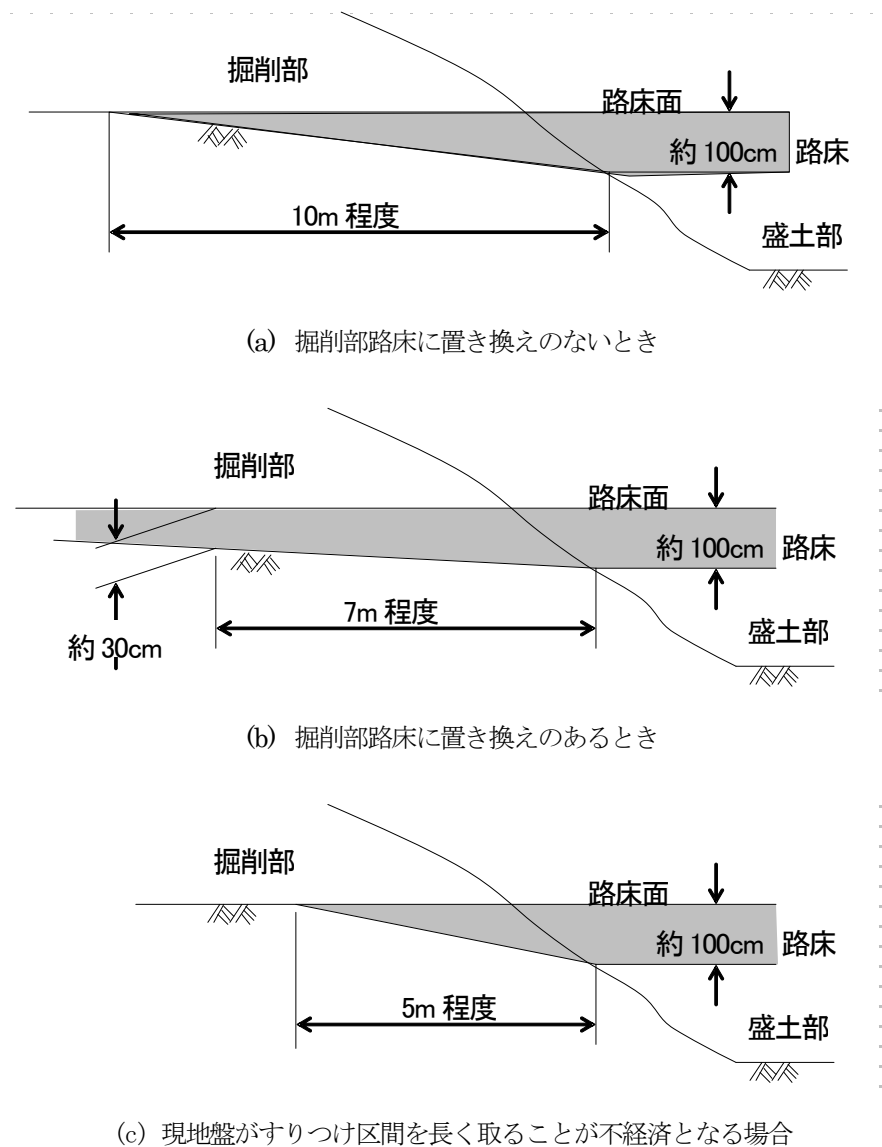 掘削部
路床面
約 100cm 路床
10m 程度
盛土部
(a) 掘削部路床に置き換えのないとき
掘削部
路床面
約 100cm 路床
7m 程度
約 30cm
盛土部
(b) 掘削部路床に置き換えのあるとき
掘削部
路床面
約 100cm 路床
5m 程度
盛土部
(c) 現地盤がすりつけ区間を長く取ることが不経済となる場合